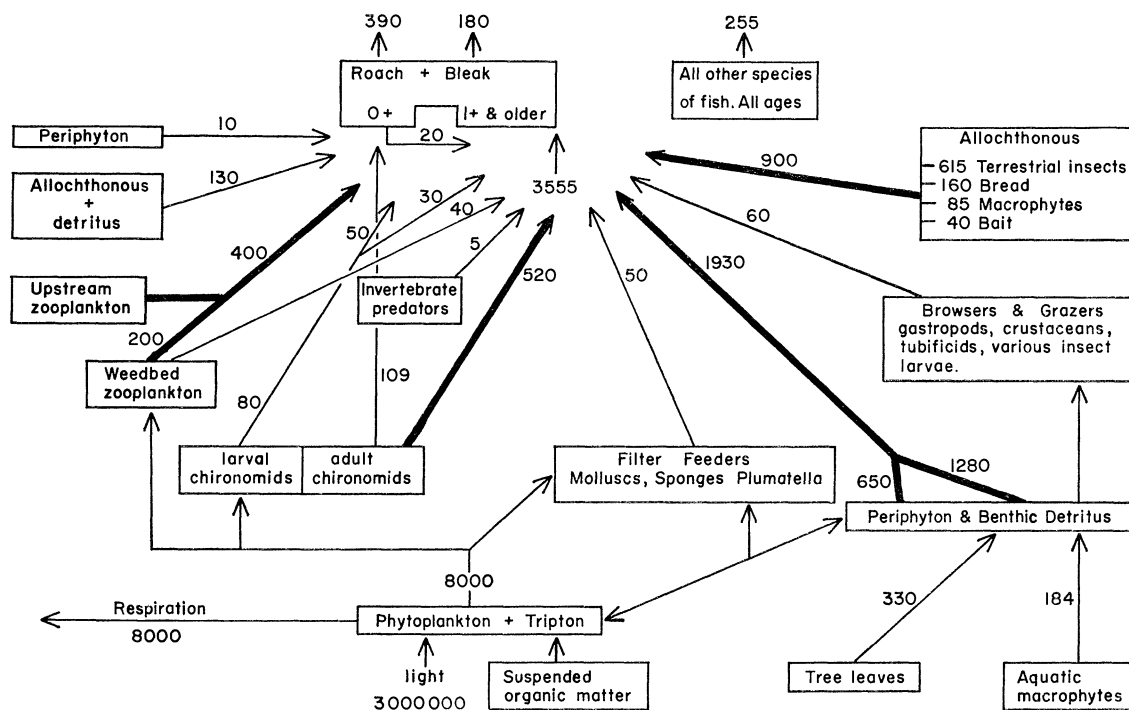 390
180
255
Roach + Bleak
0+
1+ & older
20
All other species
of fish. All ages
Periphyton
10
Allochthonous
+
detritus
130
Allochthonous
615 Terrestrial insects
160 Bread
85 Macrophytes
40 Bait
900
3555
30
40
50
5
400
520
50
1930
60
Upstream
zooplankton
Invertebrate
predators
Browsers & Grazers
gastropods, crustaceans,
tubificids, various insect
larvae.
200
Weedbed
zooplankton
80
109
larval
chironomids
adult
chironomids
Filter Feeders
Molluscs, Sponges Plumatella
650
1280
Periphyton & Benthic Detritus
8000
Respiration
8000
Phytoplankton + Tripton
330
184
light
3000000
Suspended
organic matter
Tree leaves
Aquatic
macrophytes